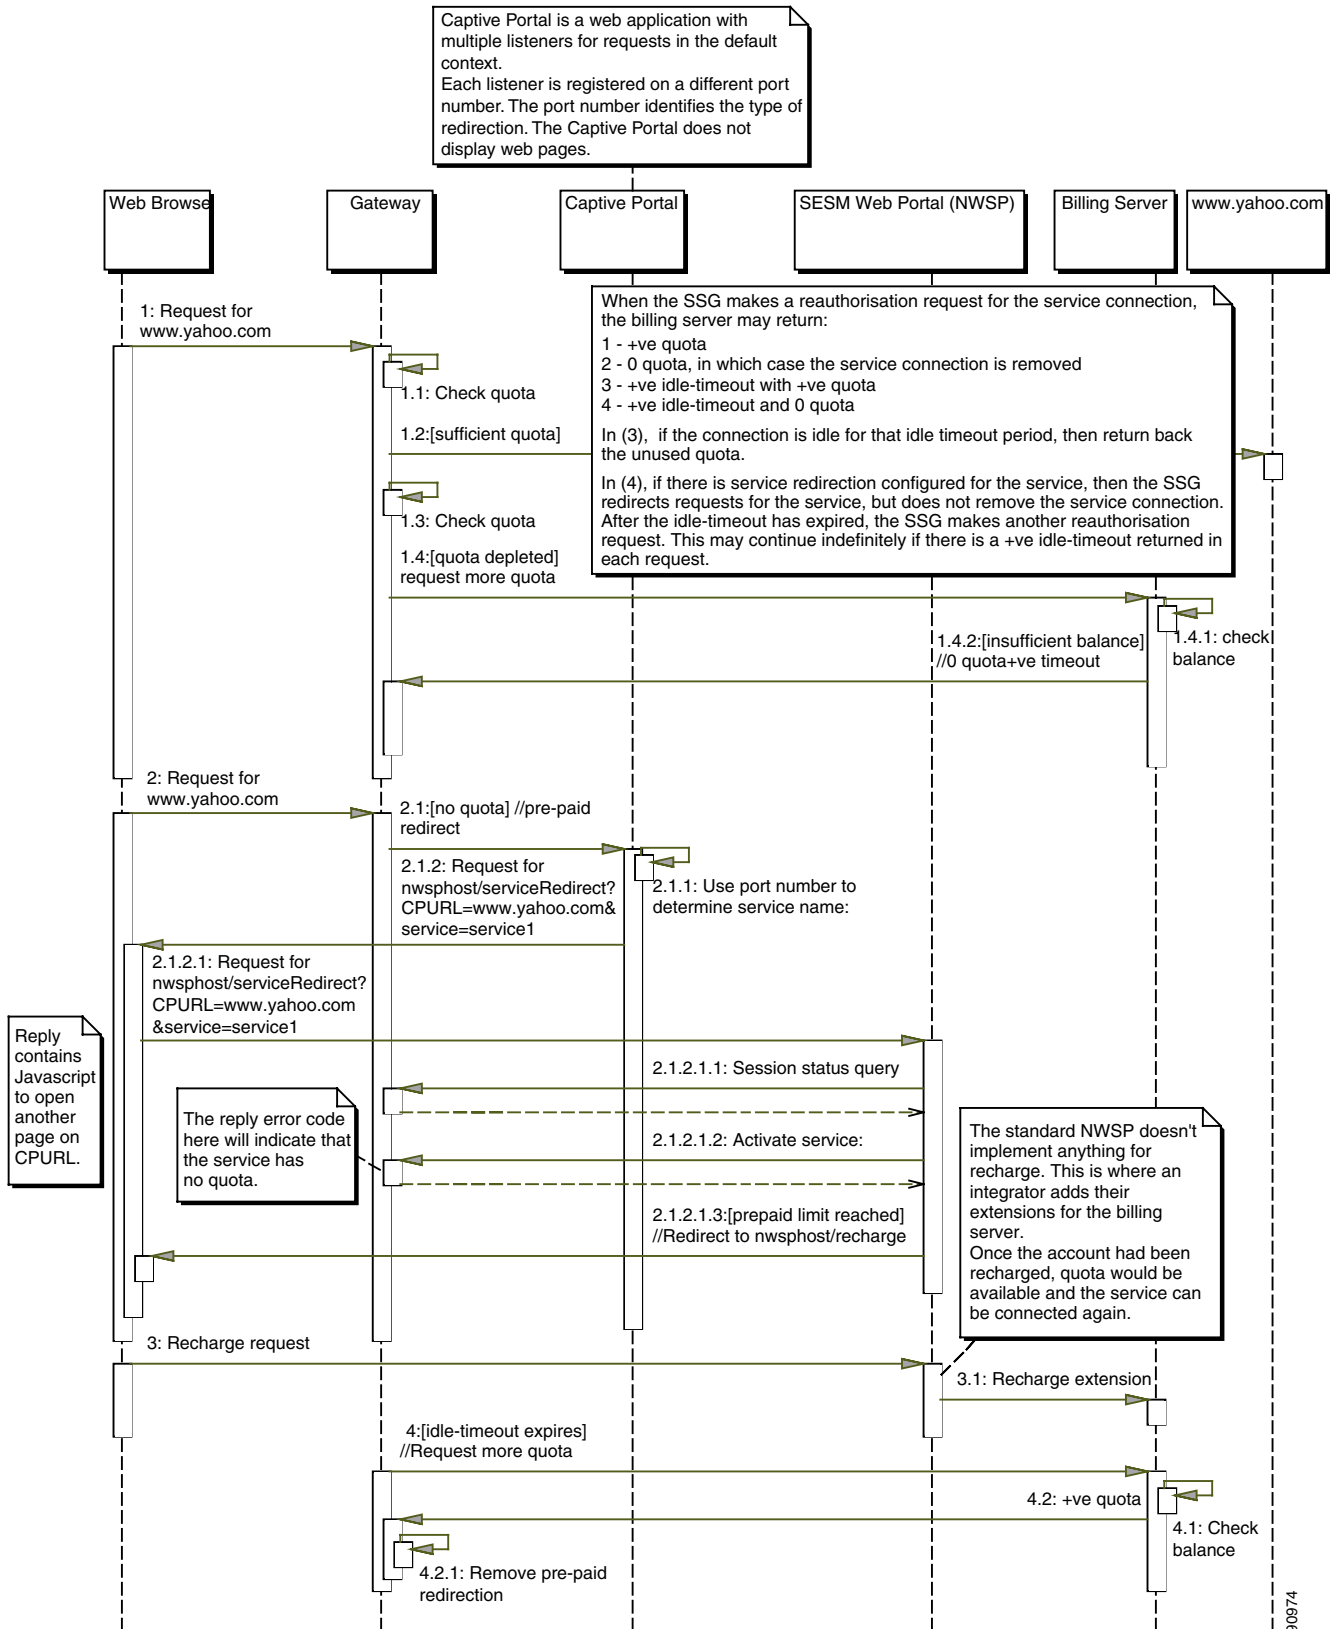 Captive Portal is a web application with
multiple listeners for requests in the default
context.
Each listener is registered on a different port
number. The port number identifies the type of
redirection. The Captive Portal does not
display web pages.
Web Browse
Gateway
Captive Portal
SESM Web Portal (NWSP)
Billing Server
www.yahoo.com
When the SSG makes a reauthorisation request for the service connection,
the billing server may return:
1 - +ve quota
2 - 0 quota, in which case the service connection is removed
3 - +ve idle-timeout with +ve quota
4 - +ve idle-timeout and 0 quota
In (3),  if the connection is idle for that idle timeout period, then return back
the unused quota.
In (4), if there is service redirection configured for the service, then the SSG
redirects requests for the service, but does not remove the service connection.
After the idle-timeout has expired, the SSG makes another reauthorisation
request. This may continue indefinitely if there is a +ve idle-timeout returned in
each request.
1: Request for
www.yahoo.com
1.1: Check quota
1.2:[sufficient quota]
1.3: Check quota
1.4:[quota depleted]
request more quota
1.4.2:[insufficient balance]
//0 quota+ve timeout
1.4.1: check
balance
2: Request for
www.yahoo.com
2.1:[no quota] //pre-paid
redirect
2.1.2: Request for
nwsphost/serviceRedirect?
CPURL=www.yahoo.com&
service=service1
2.1.1: Use port number to
determine service name:
2.1.2.1: Request for
nwsphost/serviceRedirect?
CPURL=www.yahoo.com
&service=service1
Reply
contains
Javascript
to open
another
page on
CPURL.
2.1.2.1.1: Session status query
The reply error code
here will indicate that
the service has
no quota.
2.1.2.1.2: Activate service:
2.1.2.1.3:[prepaid limit reached]
//Redirect to nwsphost/recharge
The standard NWSP doesn't
implement anything for
recharge. This is where an
integrator adds their
extensions for the billing
server.
Once the account had been
recharged, quota would be
available and the service can
be connected again.
3: Recharge request
3.1: Recharge extension
4:[idle-timeout expires]
//Request more quota
4.2: +ve quota
4.1: Check
balance
4.2.1: Remove pre-paid
redirection
90974